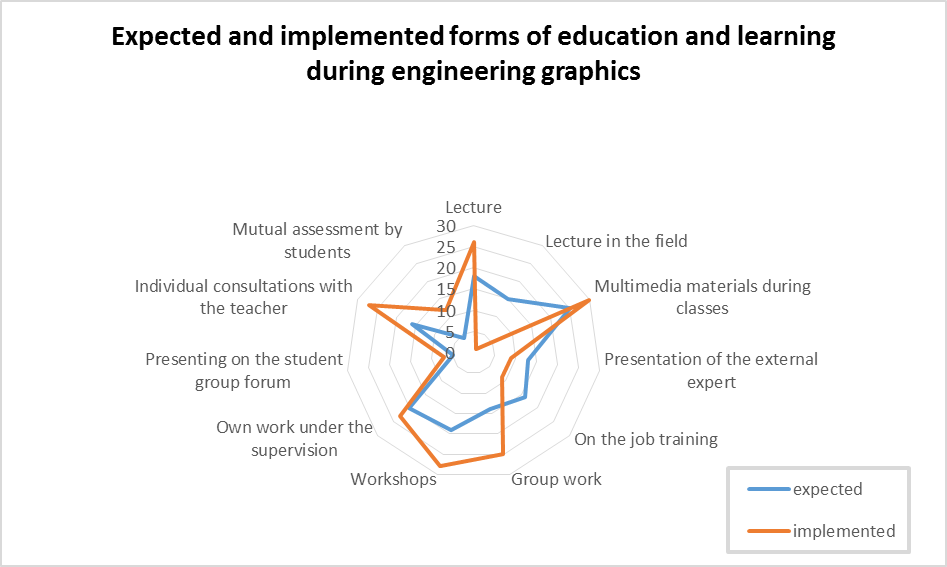 Expected and implemented forms of education and learning
during engineering graphics
Lecture
30
25
20
15
10
5
0
Lecture in the field
Multimedia materials during
classes
Presentation of the external
expert
On the job training
Group work
Workshops
Own work under the
supervision
Presenting on the student
group forum
Individual consultations with
the teacher
Mutual assessment by
students
expected
implemented